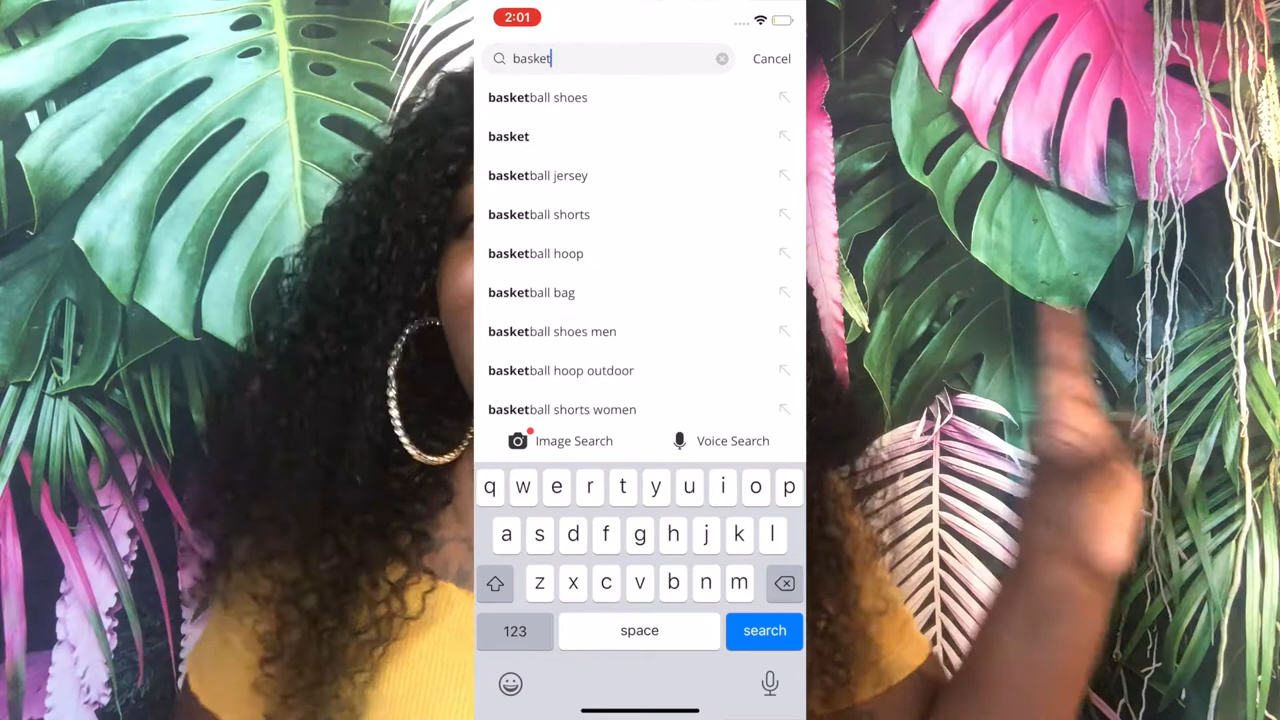 2:01
basket
Cancel
basketball shoes
basket
basketball jersey
basketball shorts
basketball hoop
basketball bag
basketball shoes men
basketball hoop outdoor
basketball shorts women
Image Search
Voice Search
q w e r t y u i o p
a s d f g h j k l
z x c v b n m
123
space
search